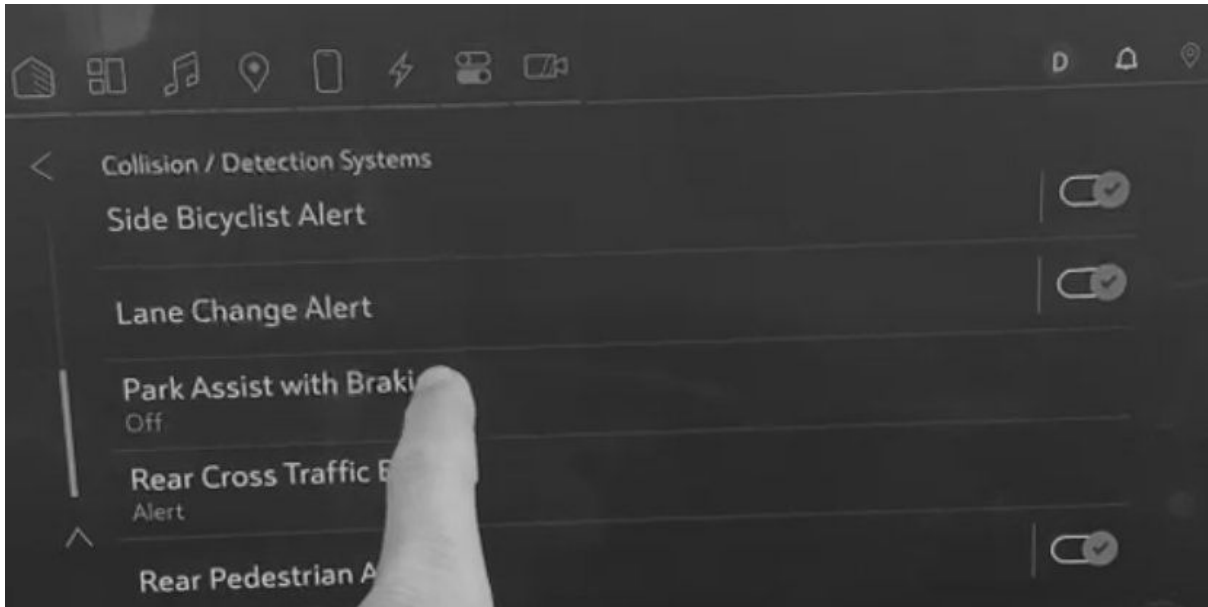 D
Collision / Detection Systems
Side Bicyclist Alert
Lane Change Alert
Park Assist with Braki
Off
Rear Cross Traffic
Alert
Rear Pedestrian A